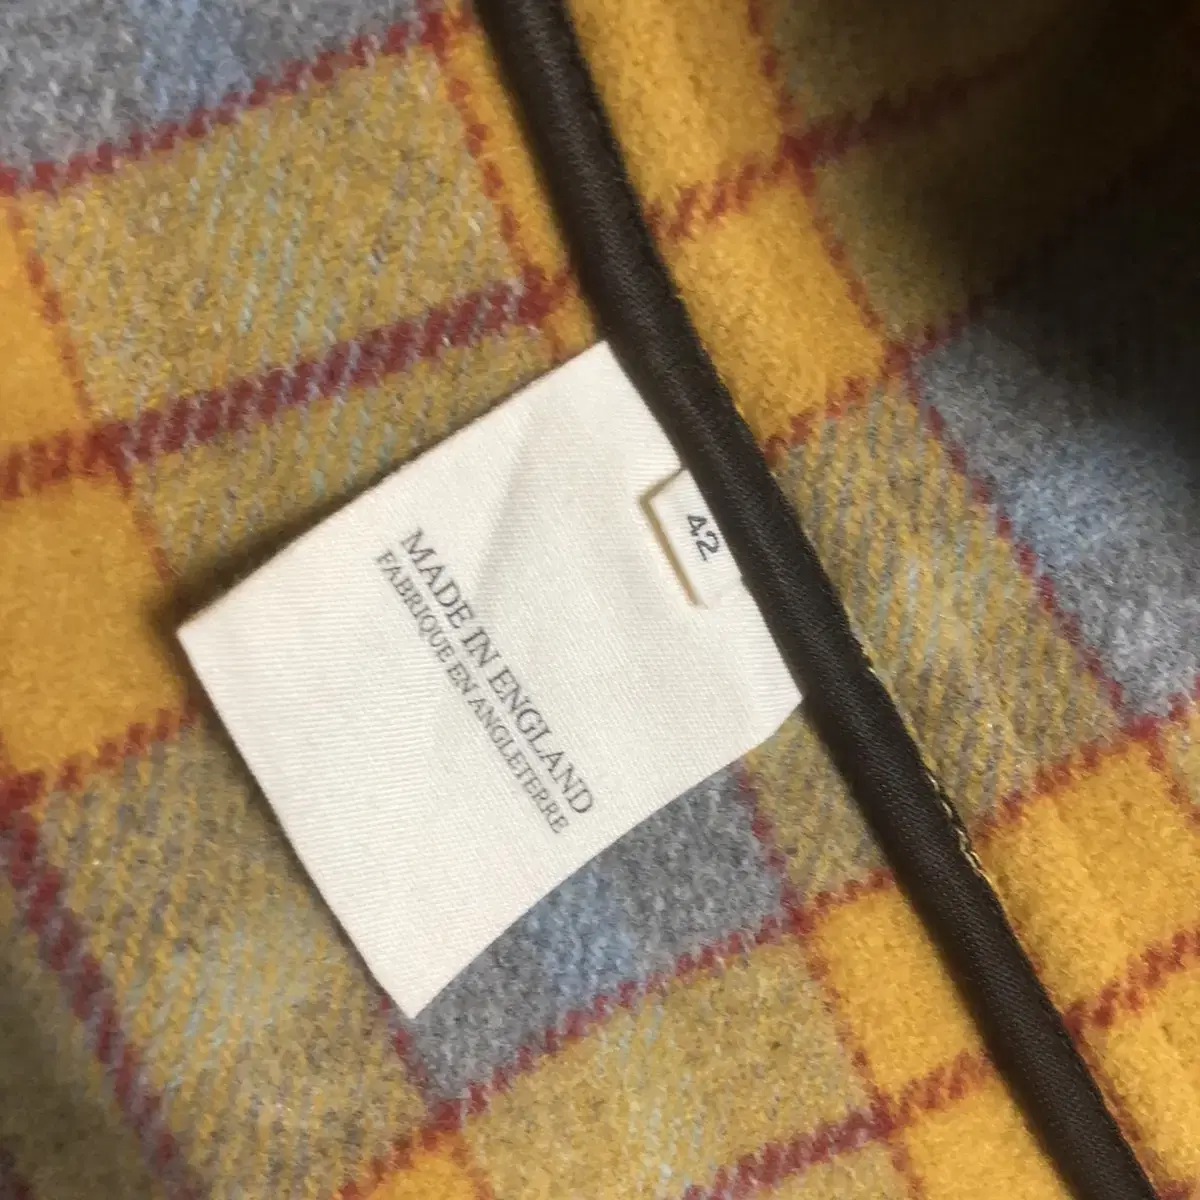 42
MADE IN ENGLAND
FABRIQUE EN ANGLETERRE